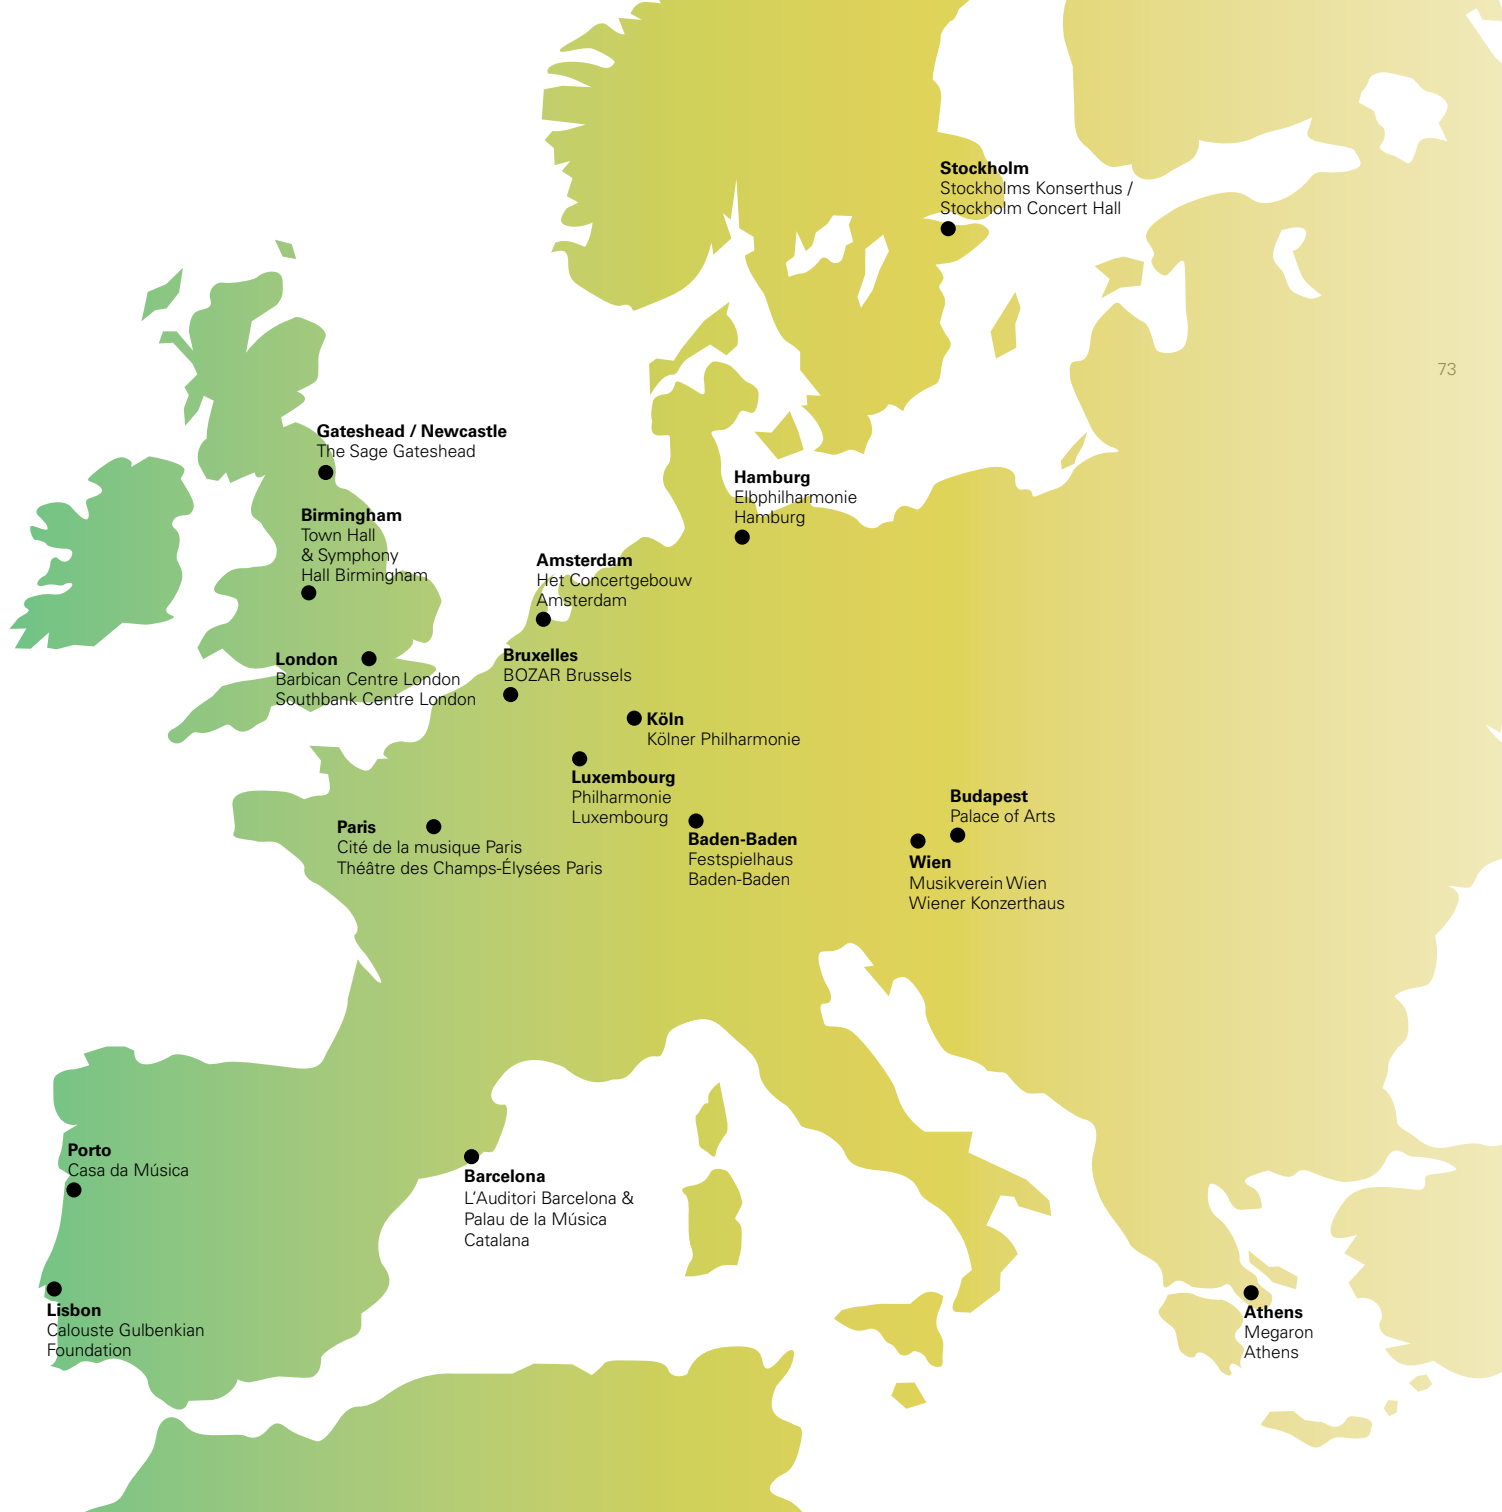 Stockholm
Stockholms Konserthus /
Stockholm Concert Hall
73
Gateshead / Newcastle
The Sage Gateshead
Hamburg
Elbphilharmonie
Hamburg
Birmingham
Town Hall
& Symphony
Hall Birmingham
Amsterdam
Het Concertgebouw
Amsterdam
London
Barbican Centre London
Southbank Centre London
Bruxelles
BOZAR Brussels
Köln
Kölner Philharmonie
Luxembourg
Philharmonie
Luxembourg
Paris
Cité de la musique Paris
Théâtre des Champs-Élysées Paris
Baden-Baden
Festspielhaus
Baden-Baden
Budapest
Palace of Arts
Wien
Musikverein Wien
Wiener Konzerthaus
Porto
Casa da Música
Barcelona
L’Auditori Barcelona &
Palau de la Música
Catalana
Lisbon
Calouste Gulbenkian
Foundation
Athens
Megaron
Athens